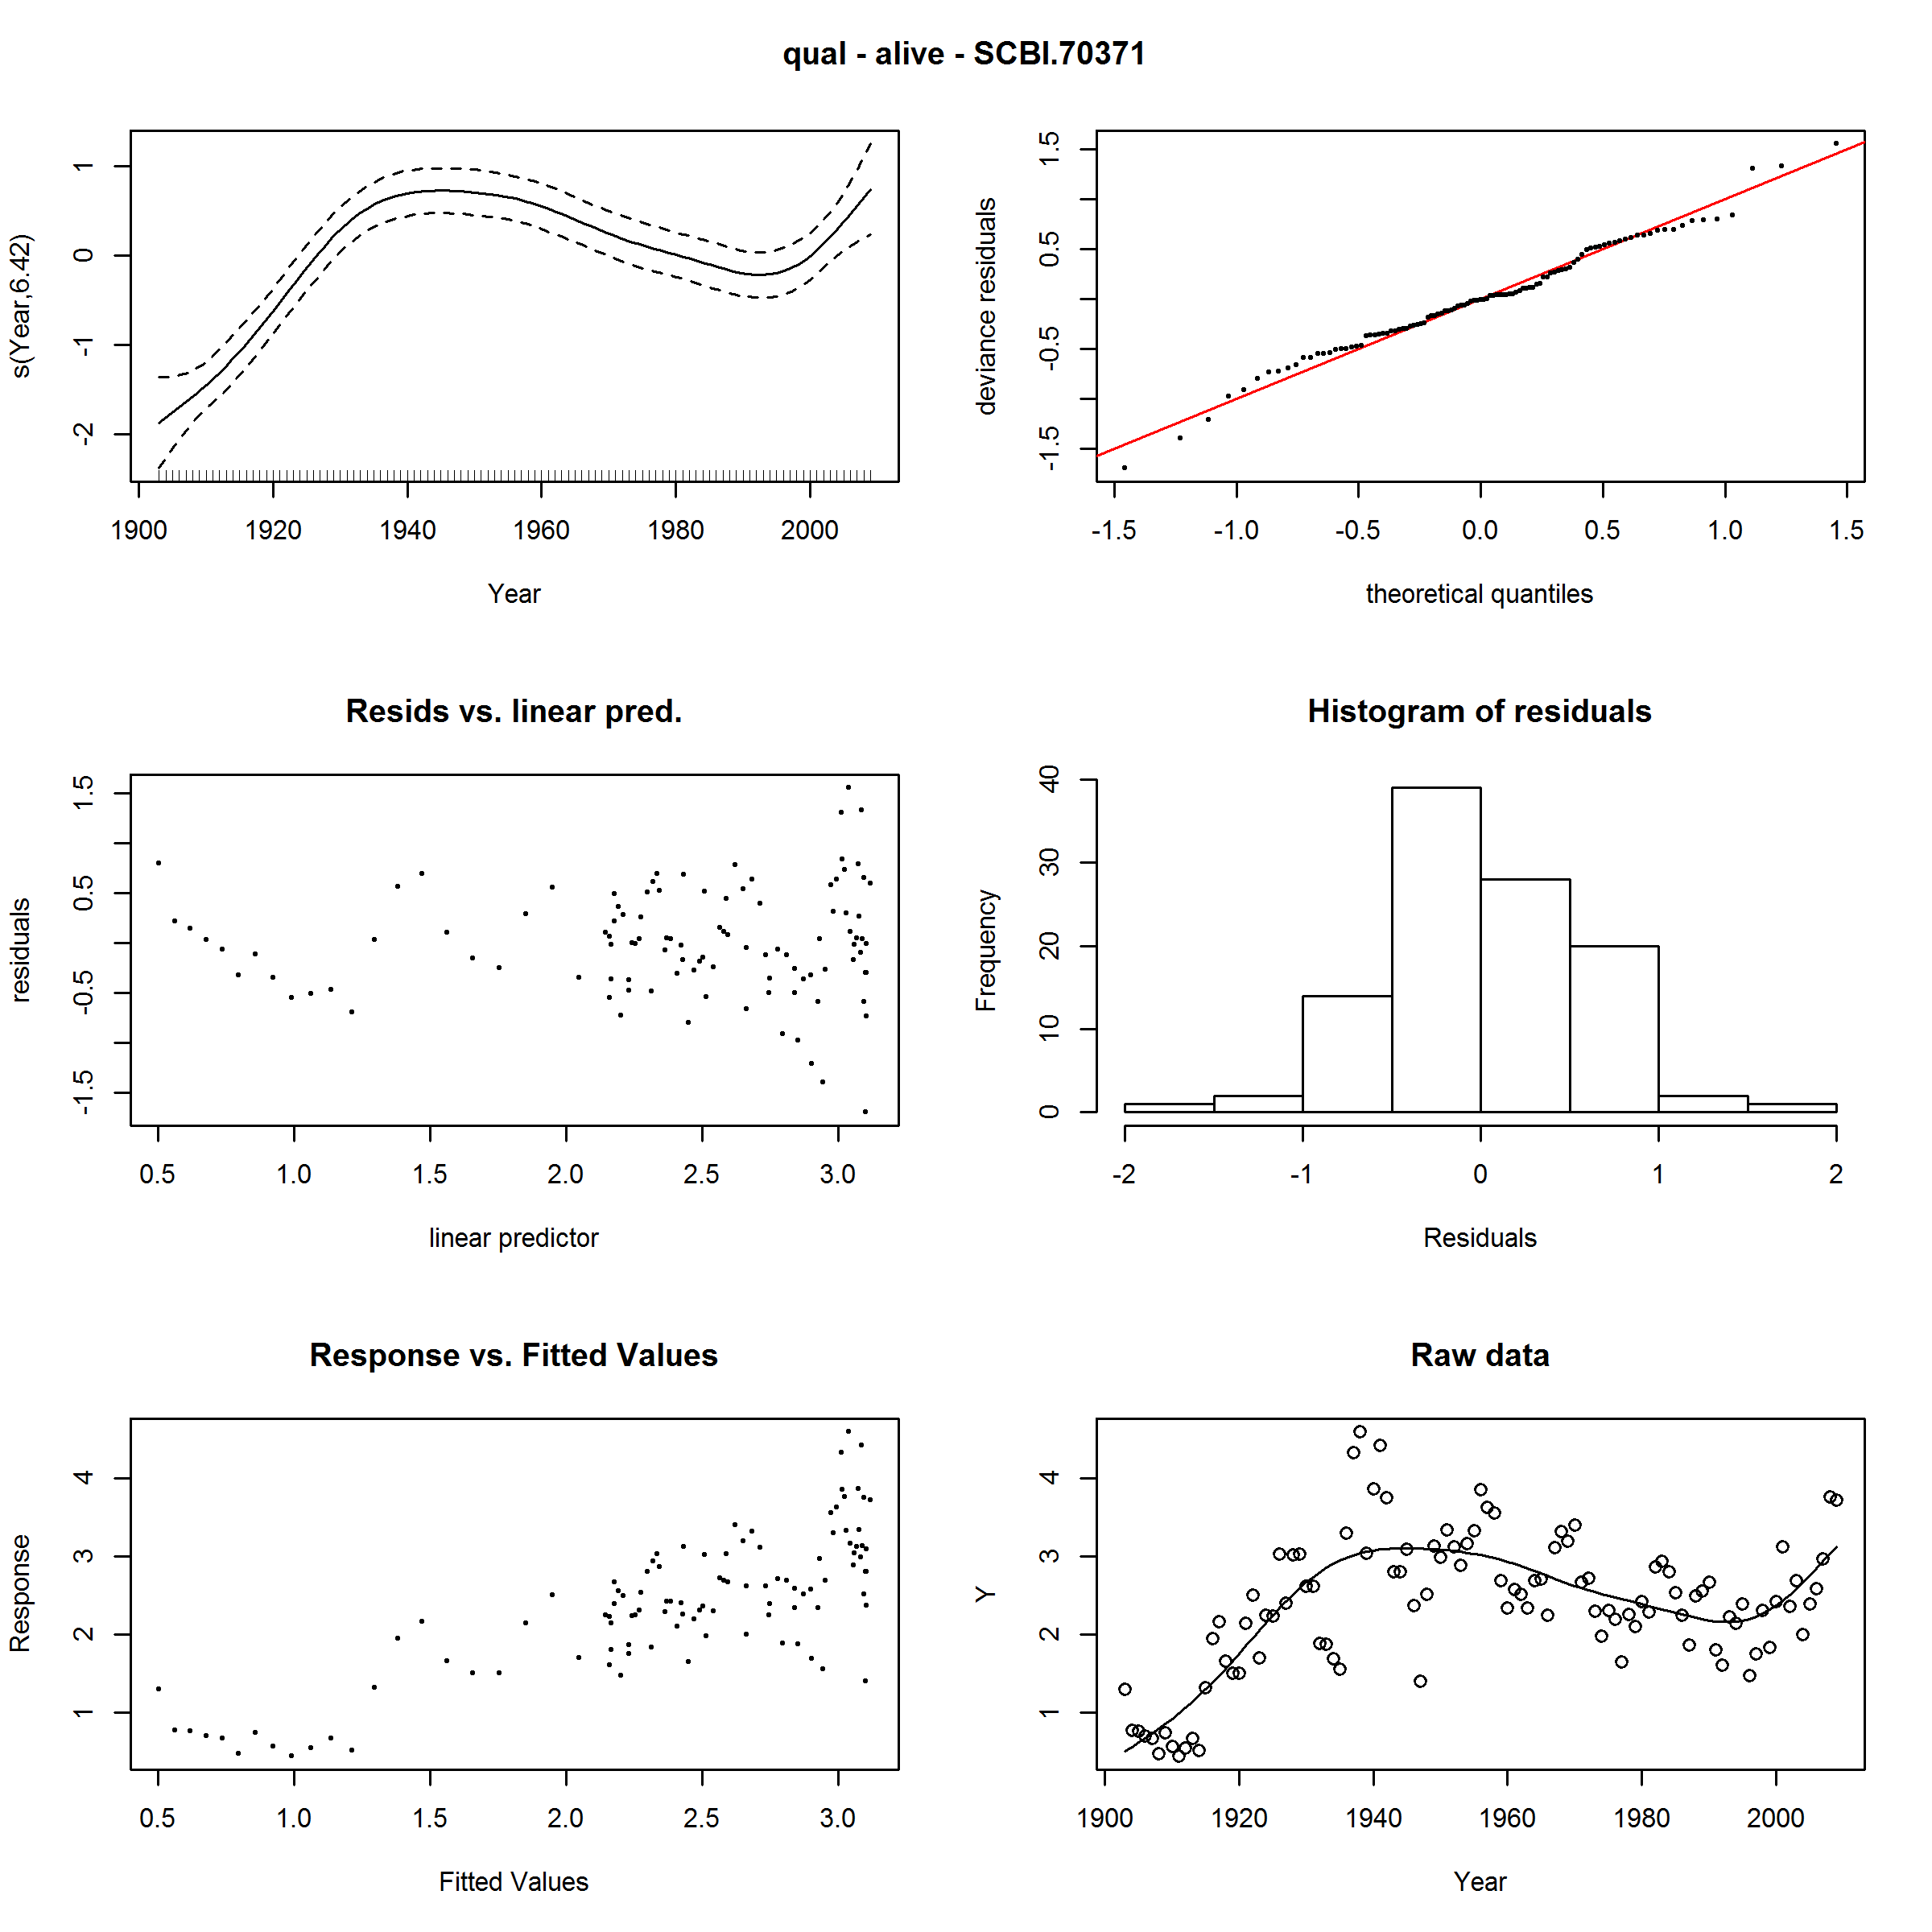 qual - alive - SCBI.70371
s(Year,6.42)
1
0
-1
-2
1900 1920 1940 1960 1980 2000
Year
deviance residuals
1.5
0.5
-0.5
-1.5
-1.5 -1.0 -0.5 0.0 0.5 1.0 1.5
theoretical quantiles
Resids vs. linear pred.
residuals
1.5
0.5
-0.5
-1.5
0.5 1.0 1.5 2.0 2.5 3.0
linear predictor
Histogram of residuals
Frequency
40
30
20
10
0
-2 -1 0 1 2
Residuals
Response vs. Fitted Values
Response
4
3
2
1
0.5 1.0 1.5 2.0 2.5 3.0
Fitted Values
Raw data
Y
4
3
2
1
1900 1920 1940 1960 1980 2000
Year